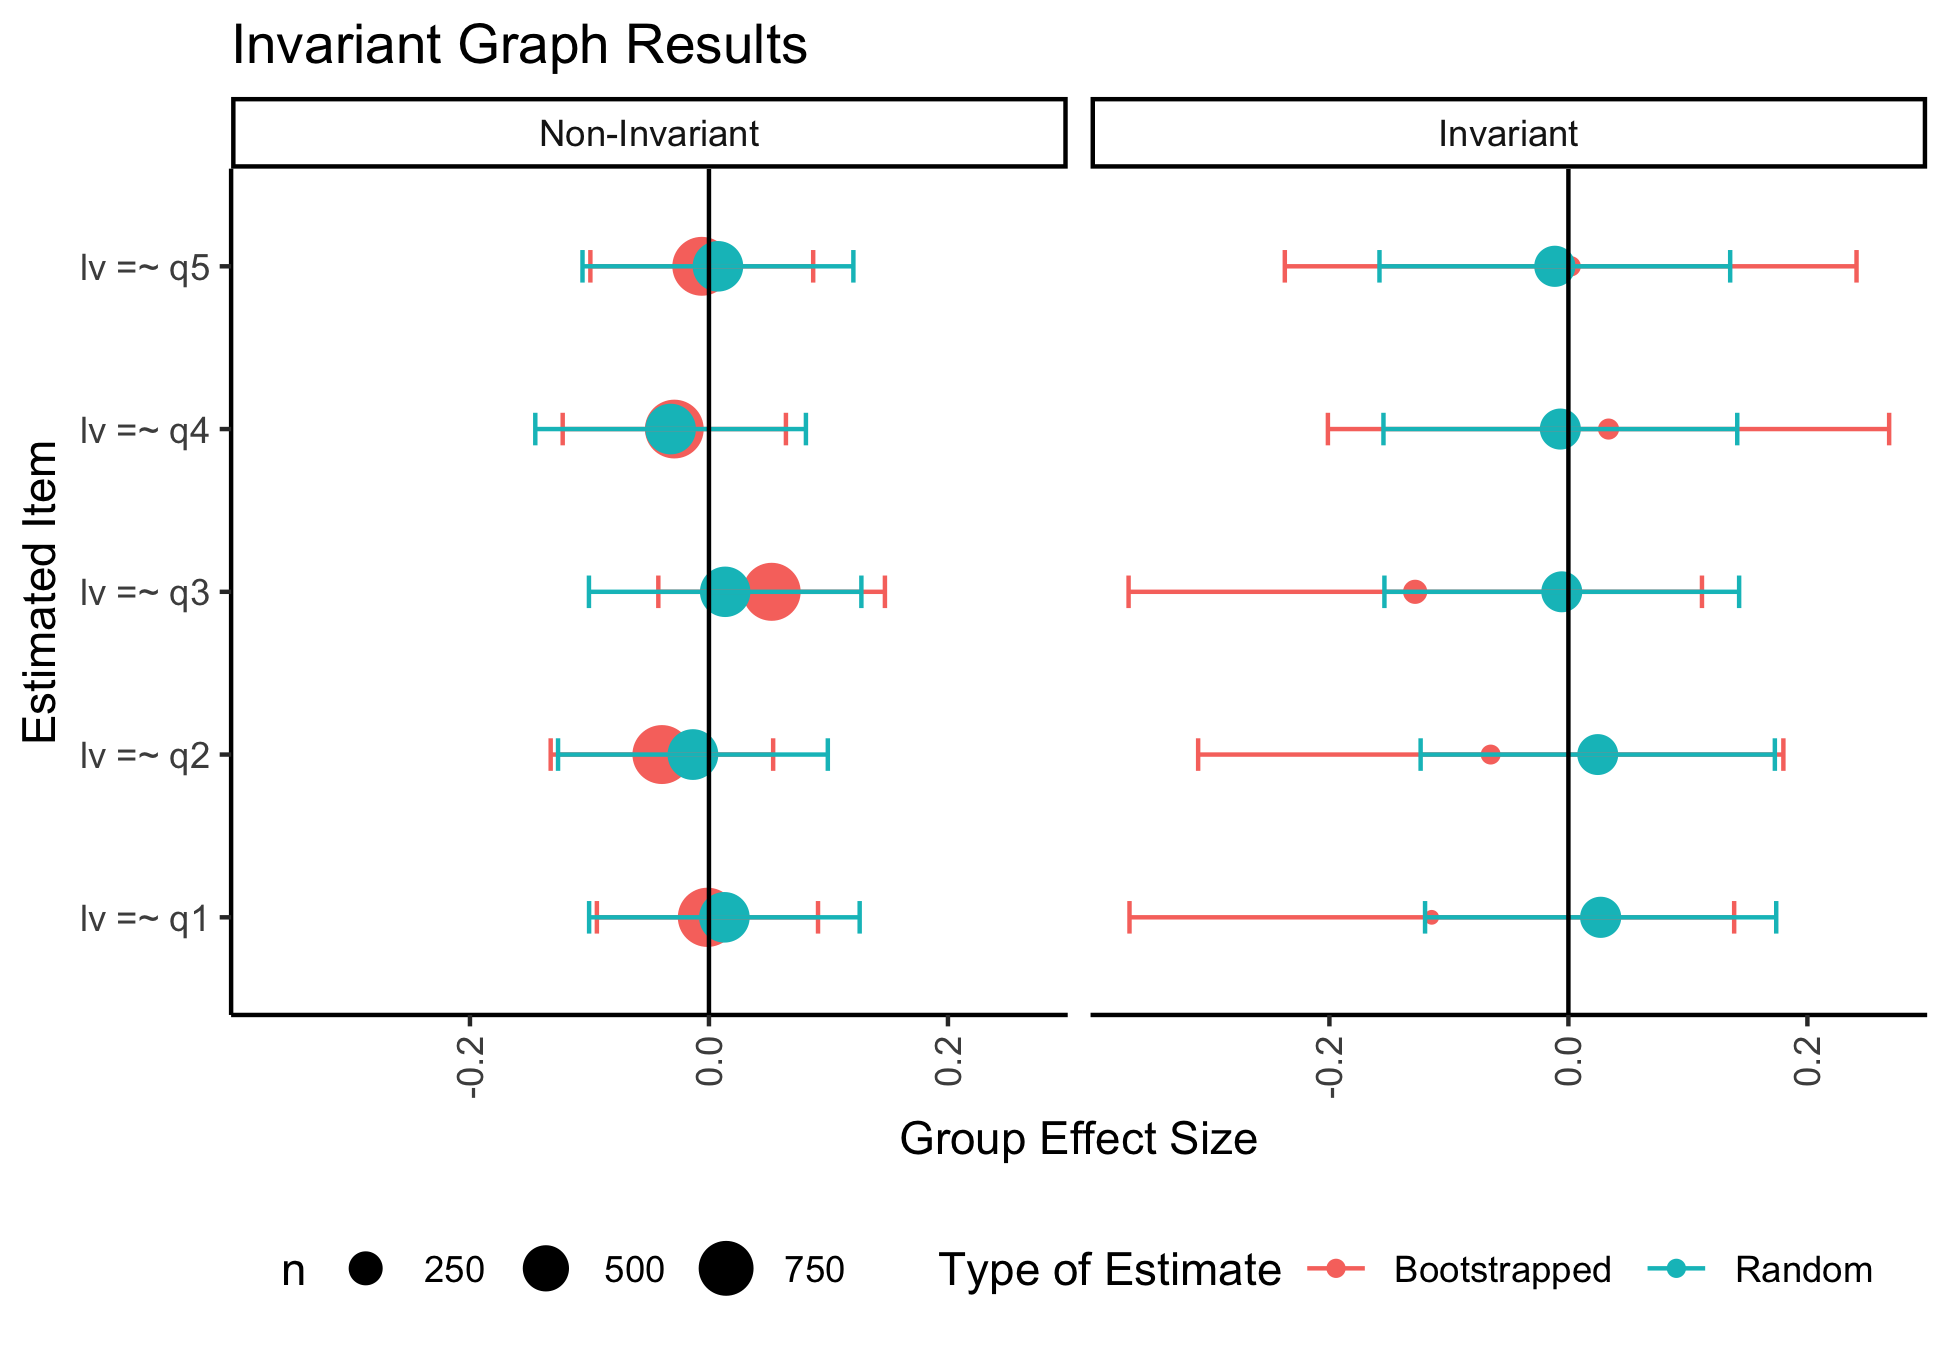 Invariant Graph Results
Non-Invariant
Invariant
Estimated Item
lv =~ q5
lv =~ q4
lv =~ q3
lv =~ q2
lv =~ q1
-0.2 0.0 0.2
-0.2 0.0 0.2
Group Effect Size
n 250 500 750 Type of Estimate Bootstrapped Random